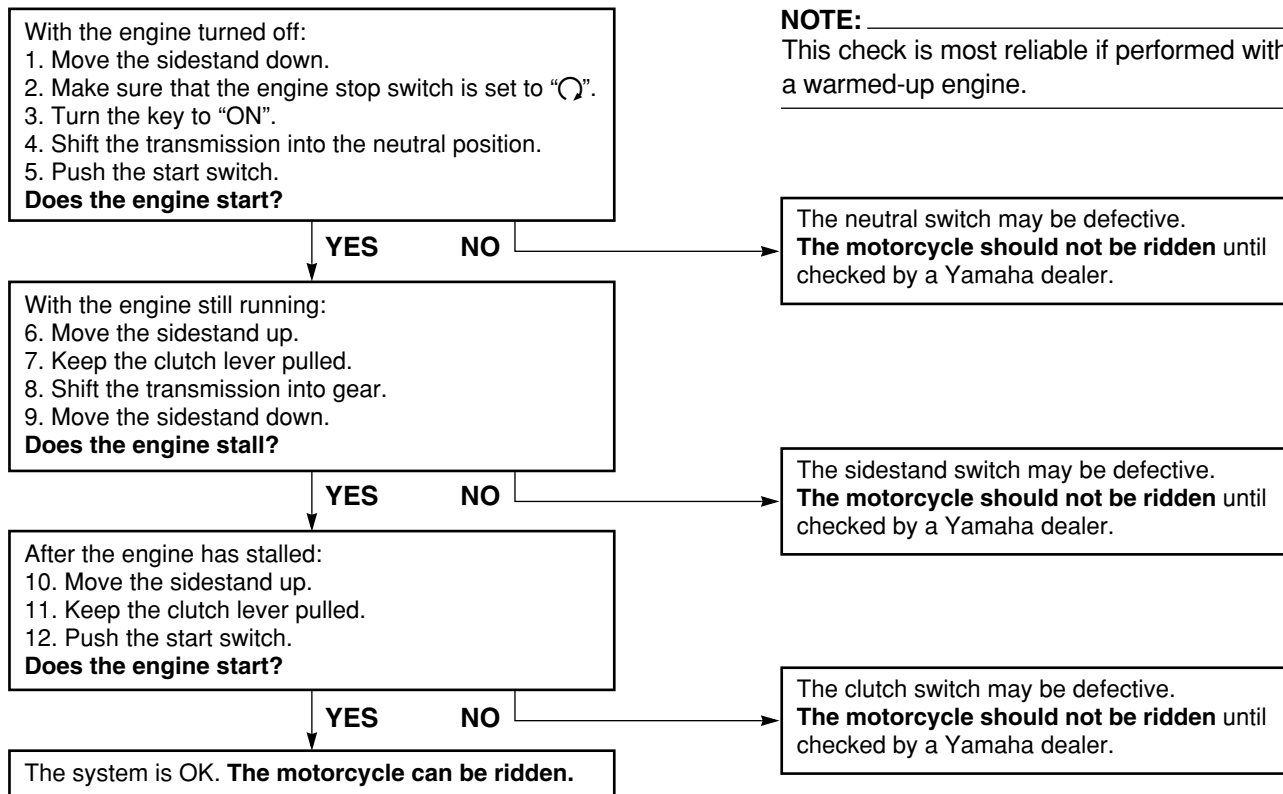 With the engine turned off:
1. Move the sidestand down.
2. Make sure that the engine stop switch is set to “ ”.
3. Turn the key to “ON”.
4. Shift the transmission into the neutral position.
5. Push the start switch.
Does the engine start?
NOTE:
This check is most reliable if performed with
a warmed-up engine.
YES NO
The neutral switch may be defective.
The motorcycle should not be ridden until
checked by a Yamaha dealer.
With the engine still running:
6. Move the sidestand up.
7. Keep the clutch lever pulled.
8. Shift the transmission into gear.
9. Move the sidestand down.
Does the engine stall?
YES NO
The sidestand switch may be defective.
The motorcycle should not be ridden until
checked by a Yamaha dealer.
After the engine has stalled:
10. Move the sidestand up.
11. Keep the clutch lever pulled.
12. Push the start switch.
Does the engine start?
YES NO
The clutch switch may be defective.
The motorcycle should not be ridden until
checked by a Yamaha dealer.
The system is OK. The motorcycle can be ridden.